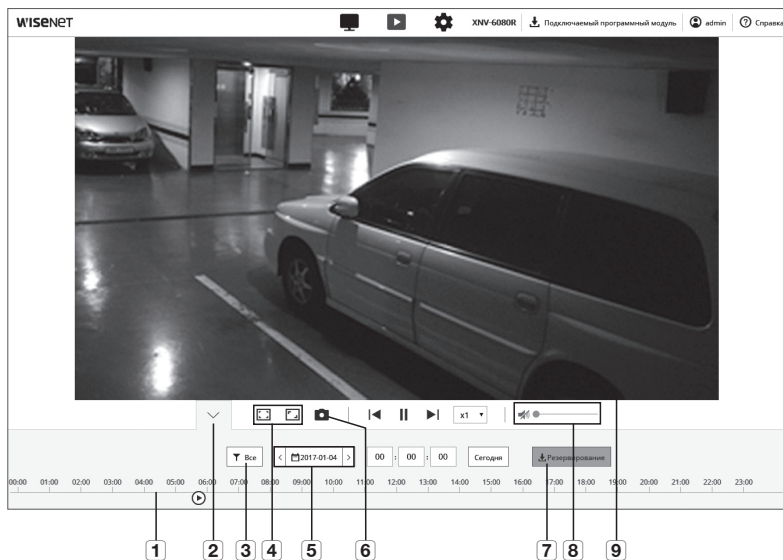 WISENET XNV-6080R Подключаемый программный модуль admin Справка
x1
Все 2017-01-04 00 : 00 : 00 Сегодня Резервирование
00:00 01:00 02:00 03:00 04:00 05:00 06:00 07:00 08:00 09:00 10:00 11:00 12:00 13:00 14:00 15:00 16:00 17:00 18:00 19:00 20:00 21:00 22:00 23:00
1 2 3 4 5 6 7 8 9